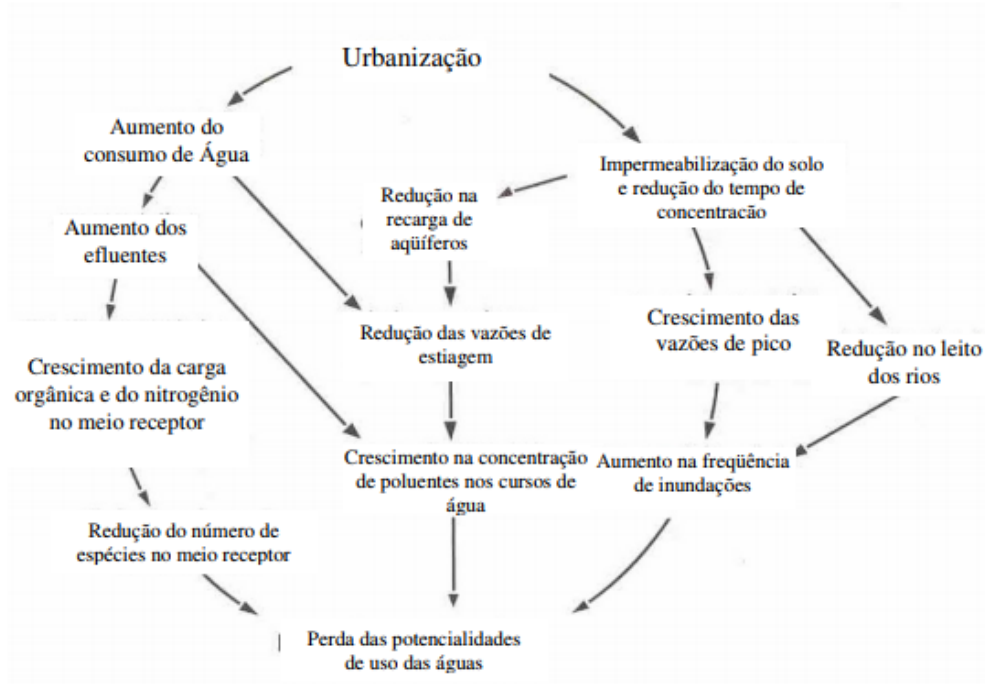 Urbanização
Aumento do
consumo de Água
Impermeabilização do solo
e redução do tempo de
concentracão
Redução na
recarga de
aqüíferos
Aumento dos
efluentes
Crescimento das
vazões de pico
Redução das vazões de
estiagem
Redução no leito
dos rios
Crescimento da carga
orgânica e do nitrogênio
no meio receptor
Crescimento na concentração
de poluentes nos cursos de
água
Aumento na freqüência
de inundações
Redução do número de
espécies no meio receptor
Perda das potencialidades
de uso das águas